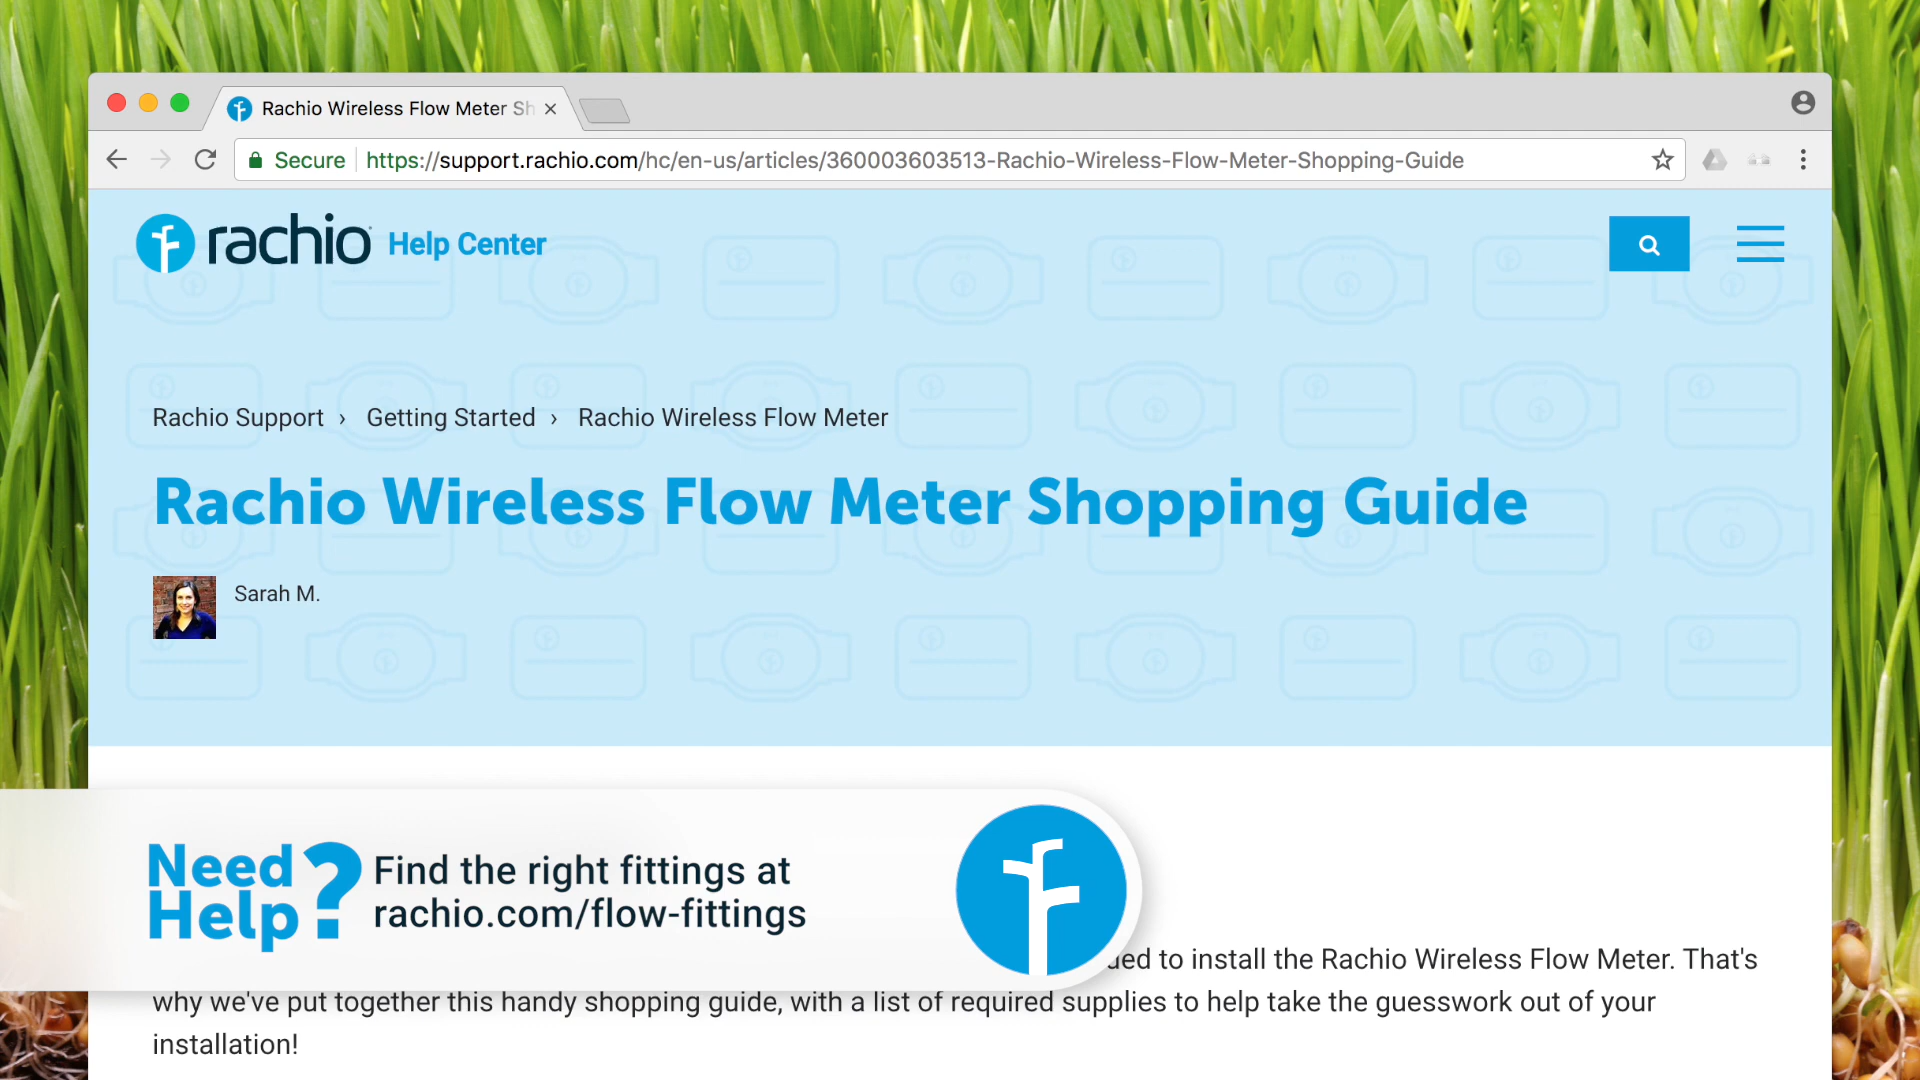 Rachio Wireless Flow Meter Sh
Secure https://support.rachio.com/hc/en-us/articles/360003603513-Rachio-Wireless-Flow-Meter-Shopping-Guide
rachio Help Center
Rachio Support › Getting Started › Rachio Wireless Flow Meter
Rachio Wireless Flow Meter Shopping Guide
Sarah M.
Need Help?
Find the right fittings at
rachio.com/flow-fittings
to install the Rachio Wireless Flow Meter. That's
why we've put together this handy shopping guide, with a list of required supplies to help take the guesswork out of your
installation!